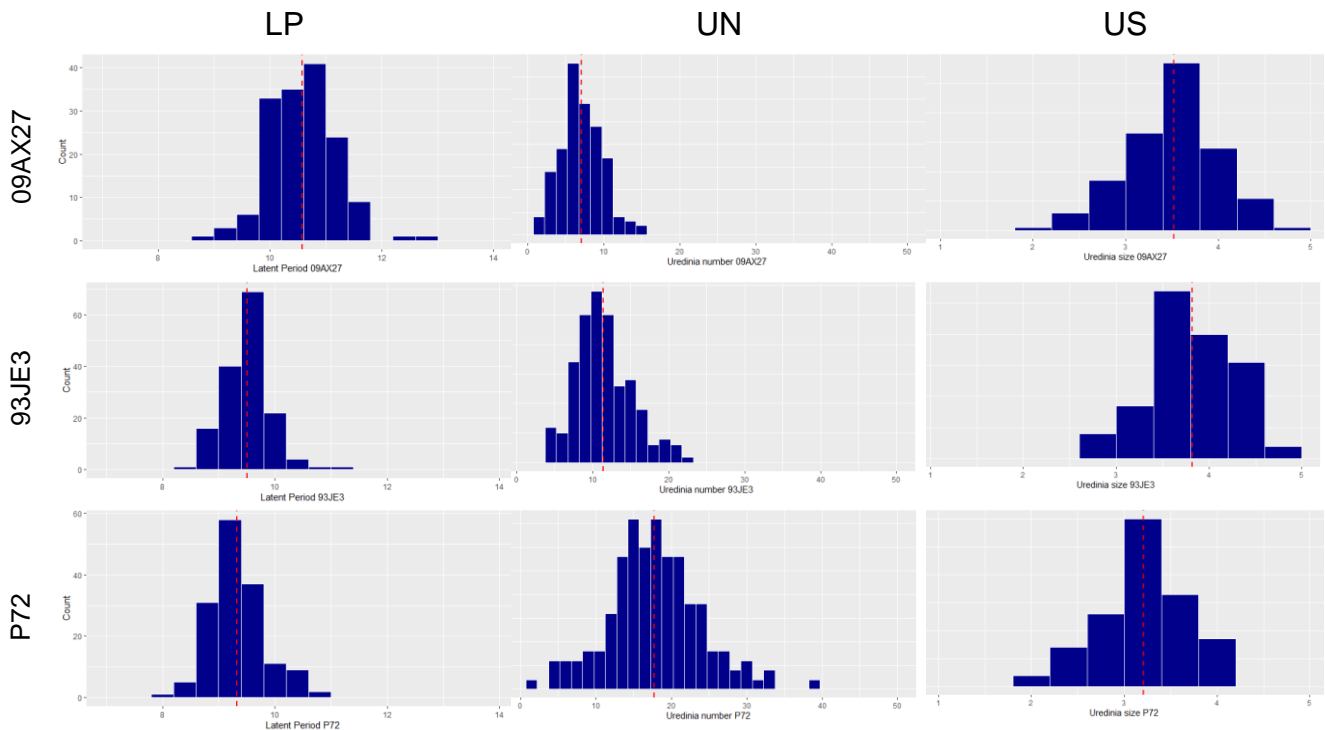 LP UN US
09AX27
Count
40
30
20
10
0
8 10 12 14
Latent Period 09AX27
0 10 20 30 40 50
Uredinia number 09AX27
1 2 3 4 5
Uredinia size 09AX27
93JE3
Count
60
40
20
0
8 10 12 14
Latent Period 93JE3
0 10 20 30 40 50
Uredinia number 93JE3
1 2 3 4 5
Uredinia size 93JE3
P72
Count
60
40
20
0
8 10 12 14
Latent Period P72
0 10 20 30 40 50
Uredinia number P72
1 2 3 4 5
Uredinia size P72